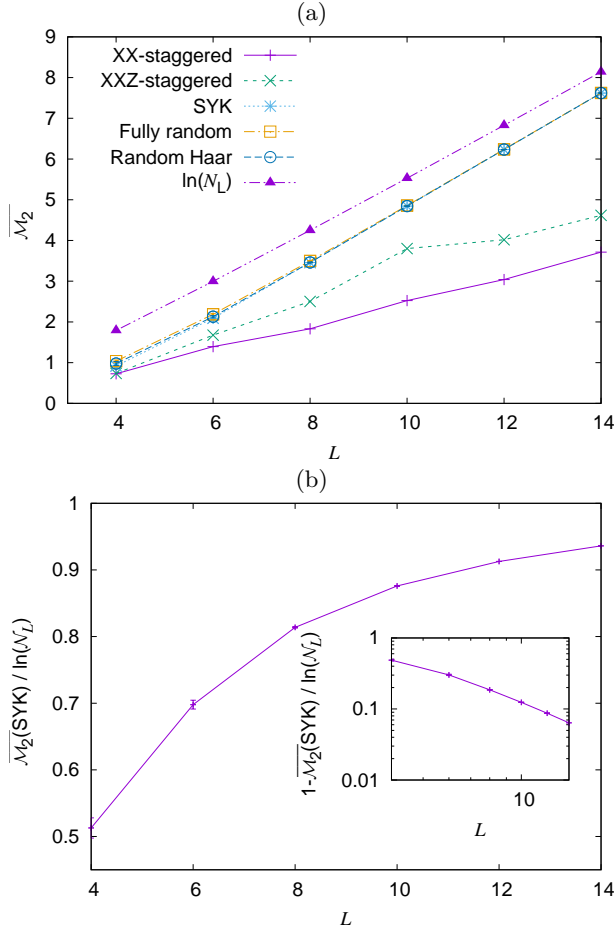 (a)
9
8
7
6
5
4
3
2
1
0
XX-staggered
XXZ-staggered
SYK
Fully random
Random Haar
ln(N_L)
ℳ₂
4 6 8 10 12 14
L
(b)
1
0.9
0.8
0.7
0.6
0.5
ℳ₂(SYK) / ln(𝒩_L)
1
0.1
0.01
1-ℳ₂(SYK) / ln(𝒩_L)
10
L
4 6 8 10 12 14
L